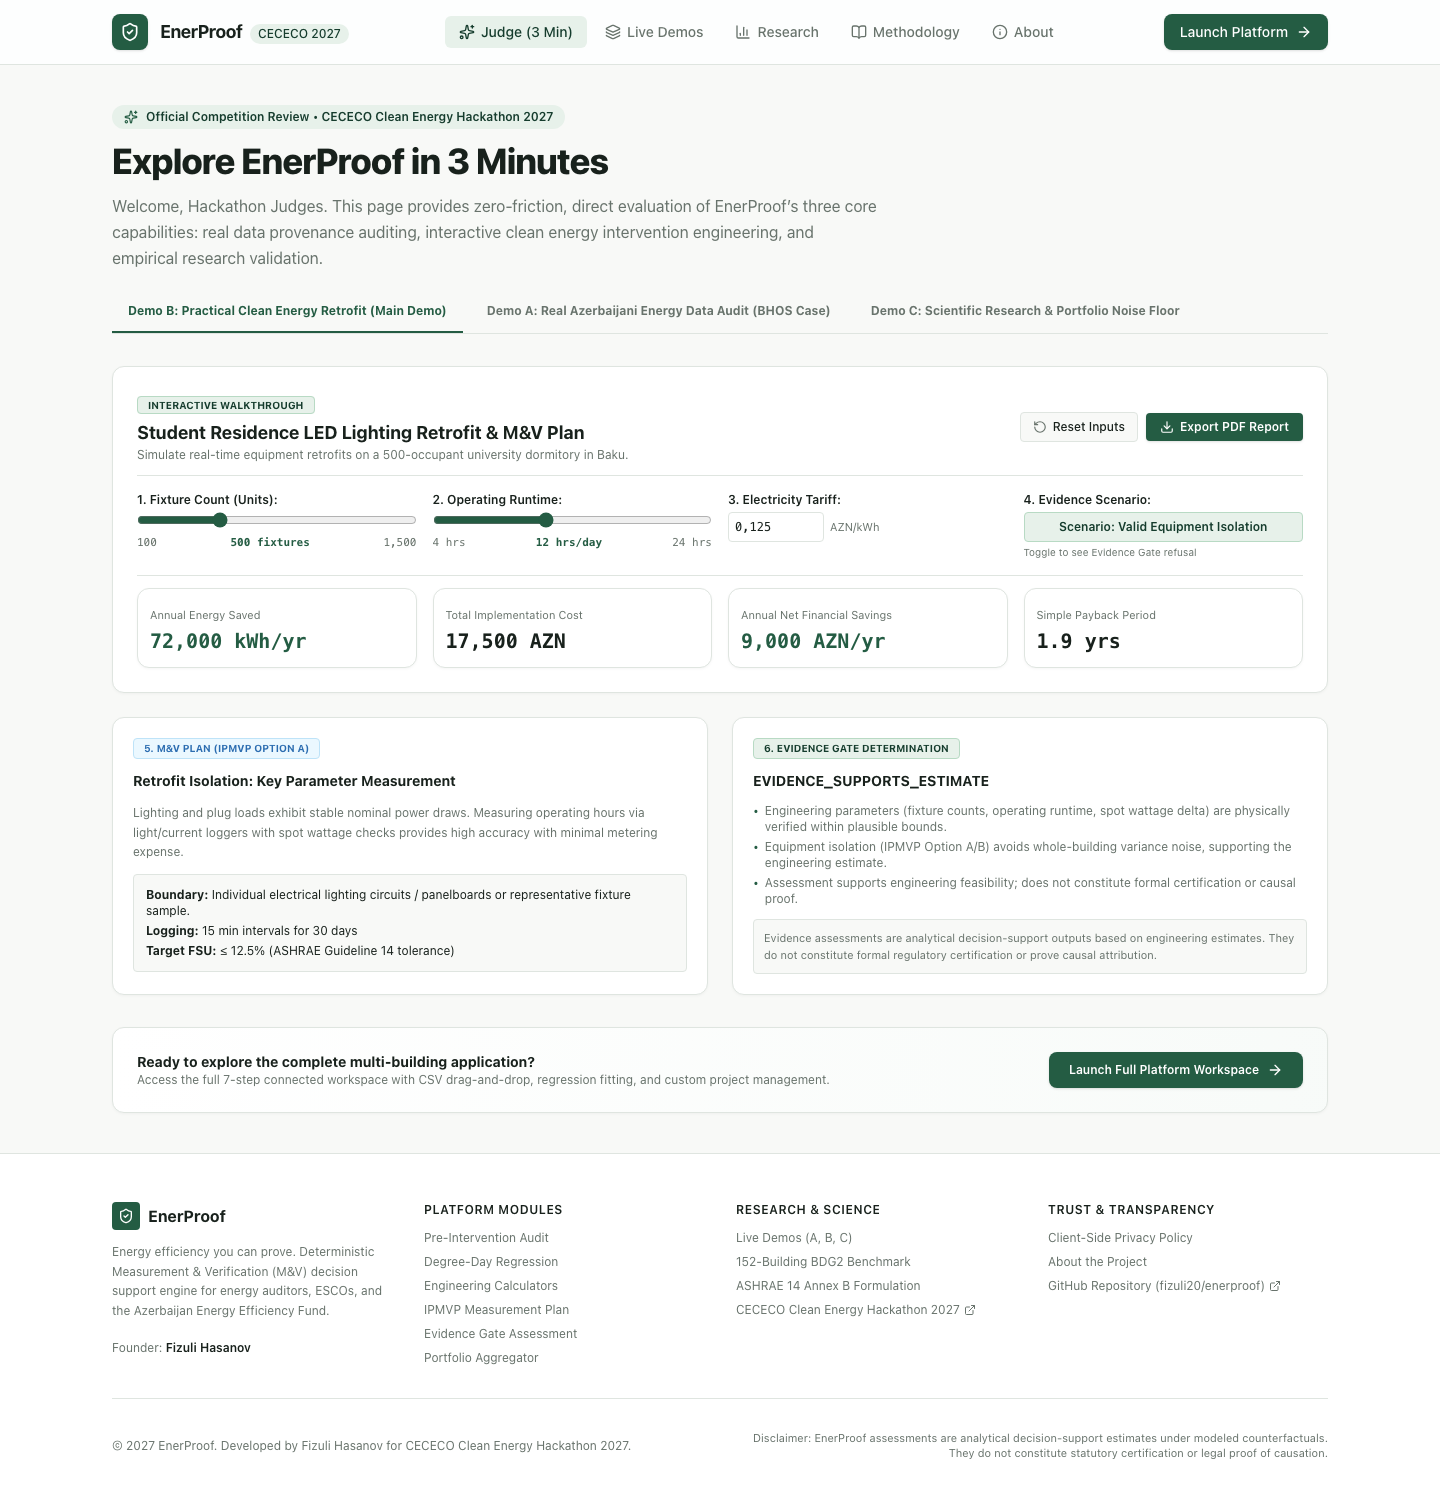 EnerProof CECECO 2027
Judge (3 Min)
Live Demos
Research
Methodology
About
Launch Platform
Official Competition Review • CECECO Clean Energy Hackathon 2027
Explore EnerProof in 3 Minutes
Welcome, Hackathon Judges. This page provides zero-friction, direct evaluation of EnerProof’s three core
capabilities: real data provenance auditing, interactive clean energy intervention engineering, and
empirical research validation.
Demo B: Practical Clean Energy Retrofit (Main Demo)
Demo A: Real Azerbaijani Energy Data Audit (BHOS Case)
Demo C: Scientific Research & Portfolio Noise Floor
INTERACTIVE WALKTHROUGH
Student Residence LED Lighting Retrofit & M&V Plan
Simulate real-time equipment retrofits on a 500-occupant university dormitory in Baku.
Reset Inputs
Export PDF Report
1. Fixture Count (Units):
100 500 fixtures 1,500
2. Operating Runtime:
4 hrs 12 hrs/day 24 hrs
3. Electricity Tariff:
0,125 AZN/kWh
4. Evidence Scenario:
Scenario: Valid Equipment Isolation
Toggle to see Evidence Gate refusal
Annual Energy Saved
72,000 kWh/yr
Total Implementation Cost
17,500 AZN
Annual Net Financial Savings
9,000 AZN/yr
Simple Payback Period
1.9 yrs
5. M&V PLAN (IPMVP OPTION A)
Retrofit Isolation: Key Parameter Measurement
Lighting and plug loads exhibit stable nominal power draws. Measuring operating hours via
light/current loggers with spot wattage checks provides high accuracy with minimal metering
expense.
Boundary: Individual electrical lighting circuits / panelboards or representative fixture
sample.
Logging: 15 min intervals for 30 days
Target FSU: ≤ 12.5% (ASHRAE Guideline 14 tolerance)
6. EVIDENCE GATE DETERMINATION
EVIDENCE_SUPPORTS_ESTIMATE
• Engineering parameters (fixture counts, operating runtime, spot wattage delta) are physically
verified within plausible bounds.
• Equipment isolation (IPMVP Option A/B) avoids whole-building variance noise, supporting the
engineering estimate.
• Assessment supports engineering feasibility; does not constitute formal certification or causal
proof.
Evidence assessments are analytical decision-support outputs based on engineering estimates. They
do not constitute formal regulatory certification or prove causal attribution.
Ready to explore the complete multi-building application?
Access the full 7-step connected workspace with CSV drag-and-drop, regression fitting, and custom project management.
Launch Full Platform Workspace
EnerProof
Energy efficiency you can prove. Deterministic
Measurement & Verification (M&V) decision
support engine for energy auditors, ESCOs, and
the Azerbaijan Energy Efficiency Fund.
Founder: Fizuli Hasanov
PLATFORM MODULES
Pre-Intervention Audit
Degree-Day Regression
Engineering Calculators
IPMVP Measurement Plan
Evidence Gate Assessment
Portfolio Aggregator
RESEARCH & SCIENCE
Live Demos (A, B, C)
152-Building BDG2 Benchmark
ASHRAE 14 Annex B Formulation
CECECO Clean Energy Hackathon 2027
TRUST & TRANSPARENCY
Client-Side Privacy Policy
About the Project
GitHub Repository (fizuli20/enerproof)
© 2027 EnerProof. Developed by Fizuli Hasanov for CECECO Clean Energy Hackathon 2027.
Disclaimer: EnerProof assessments are analytical decision-support estimates under modeled counterfactuals.
They do not constitute statutory certification or legal proof of causation.